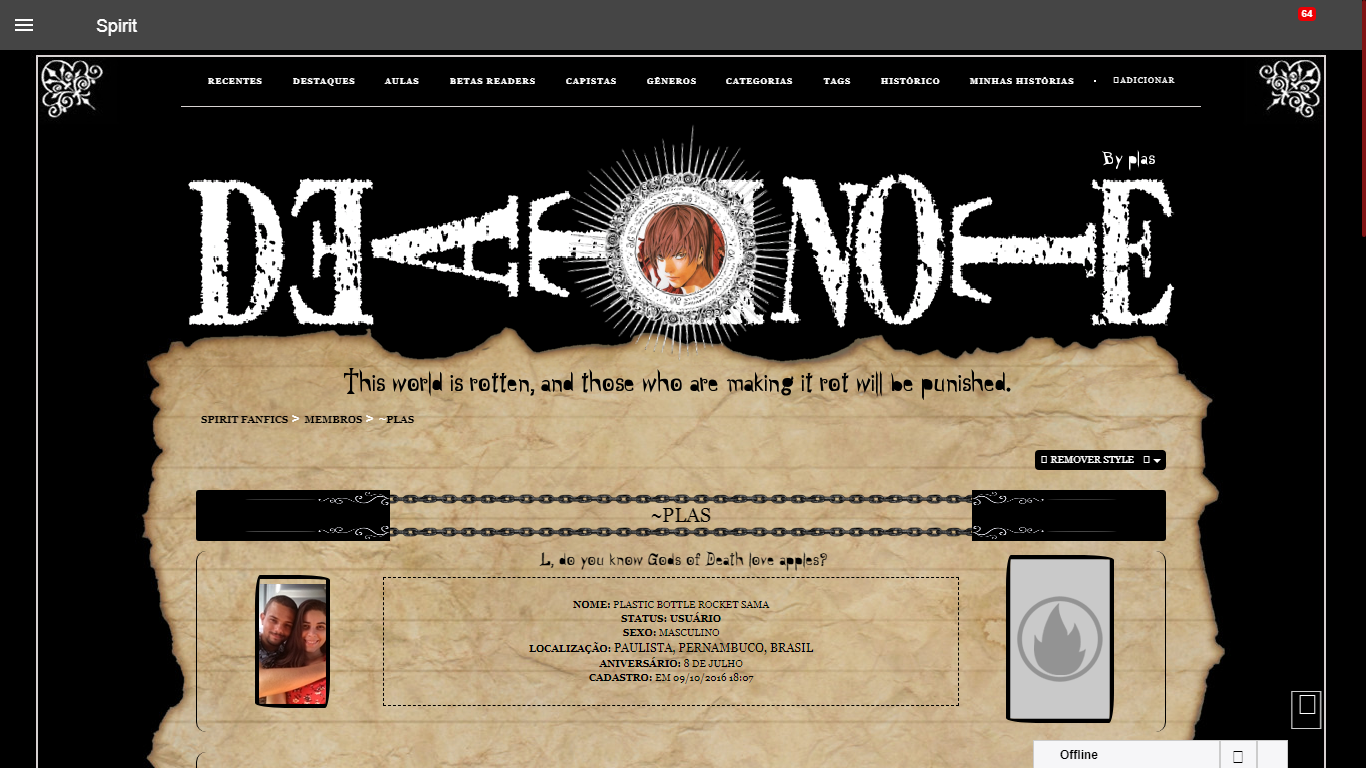 Spirit
64
RECENTES DESTAQUES AULAS BETAS READERS CAPISTAS GÊNEROS CATEGORIAS TAGS HISTÓRICO MINHAS HISTÓRIAS • ADICIONAR
By plas
DEATH NOTE
This world is rotten, and those who are making it rot will be punished.
SPIRIT FANFICS > MEMBROS > ~PLAS
REMOVER STYLE
~PLAS
L, do you know Gods of Death love apples?
NOME: PLASTIC BOTTLE ROCKET SAMA
STATUS: USUÁRIO
SEXO: MASCULINO
LOCALIZAÇÃO: PAULISTA, PERNAMBUCO, BRASIL
ANIVERSÁRIO: 8 DE JULHO
CADASTRO: EM 09/10/2016 18:07
Offline